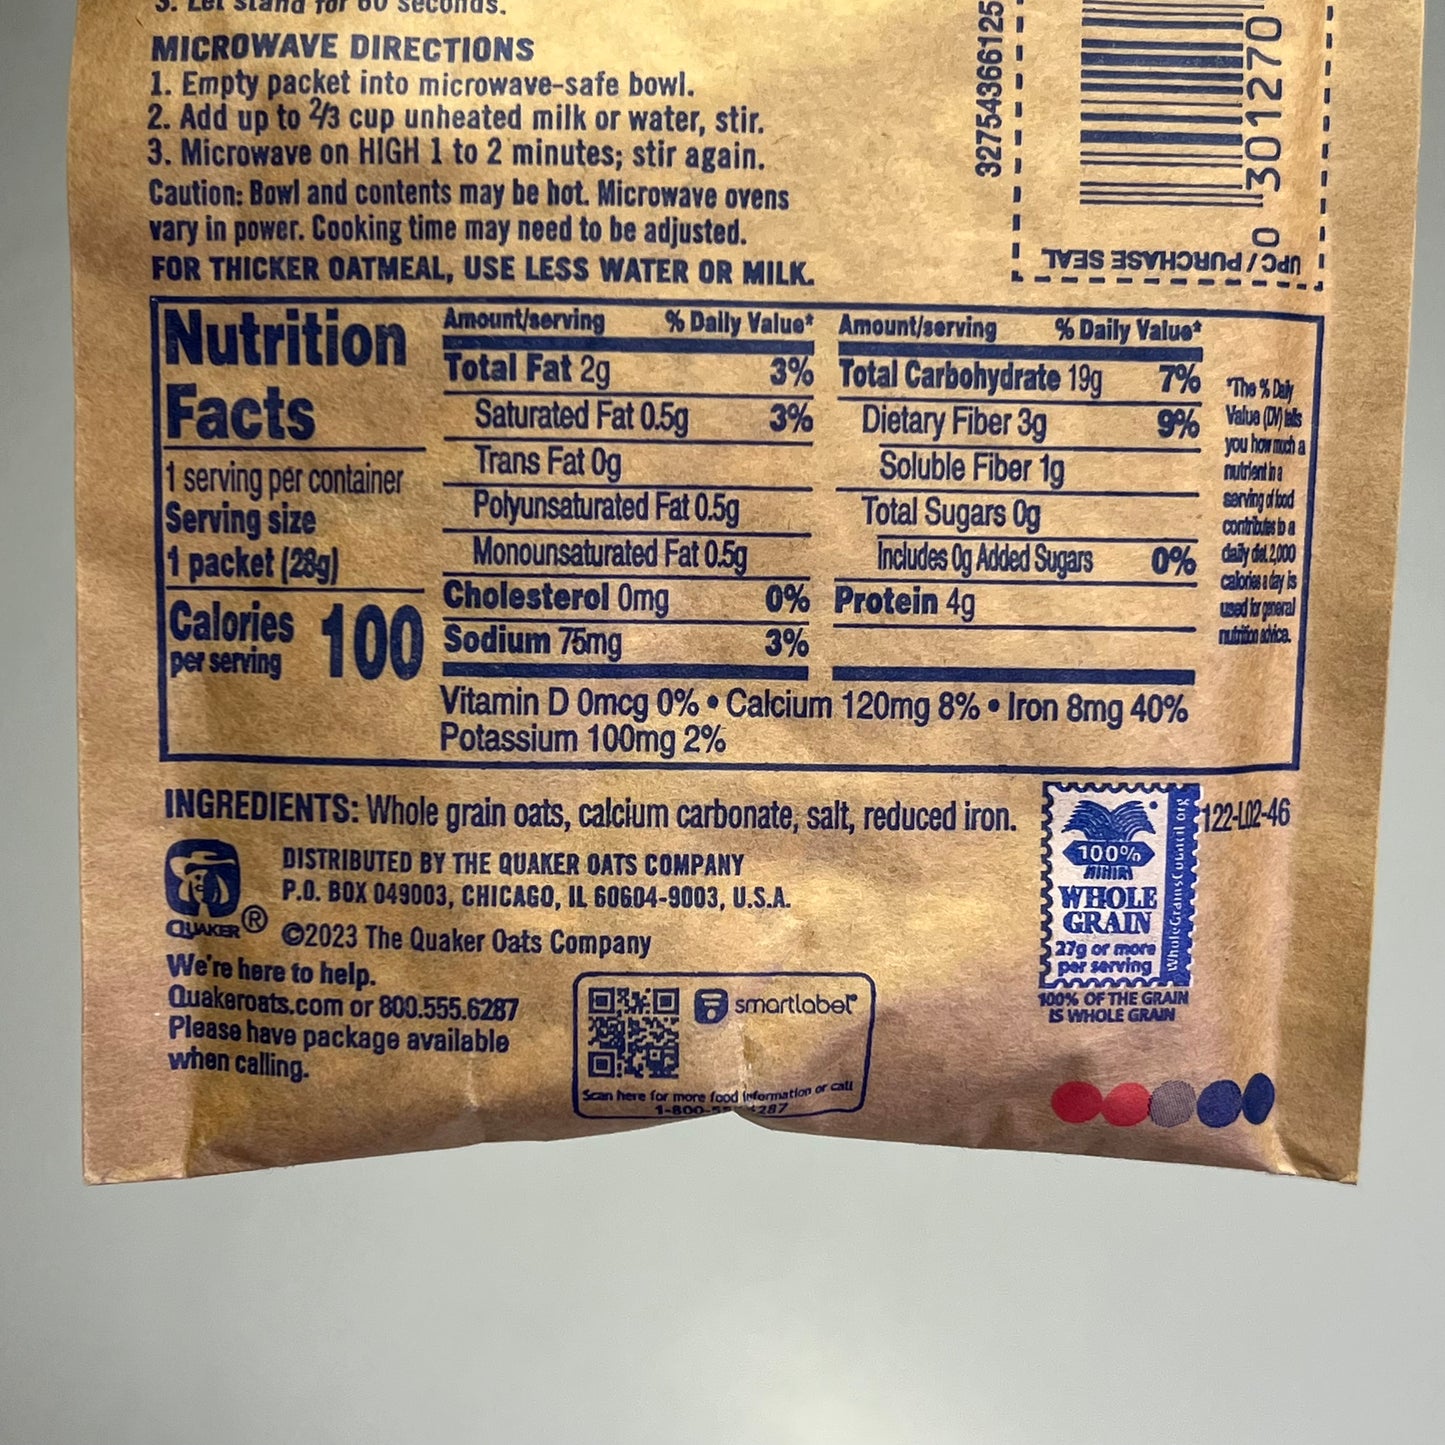 3. Let stand for 60 seconds.
MICROWAVE DIRECTIONS
1. Empty packet into microwave-safe bowl.
2. Add up to 2/3 cup unheated milk or water, stir.
3. Microwave on HIGH 1 to 2 minutes; stir again.
Caution: Bowl and contents may be hot. Microwave ovens
vary in power. Cooking time may need to be adjusted.
FOR THICKER OATMEAL, USE LESS WATER OR MILK.
32754366125
0 301270
UPC / PURCHASE SEAL
Nutrition
Facts
1 serving per container
Serving size
1 packet (28g)
Calories
per serving
100
Amount/serving % Daily Value*
Total Fat 2g 3%
Saturated Fat 0.5g 3%
Trans Fat 0g
Polyunsaturated Fat 0.5g
Monounsaturated Fat 0.5g
Cholesterol 0mg 0%
Sodium 75mg 3%
Amount/serving % Daily Value*
Total Carbohydrate 19g 7%
Dietary Fiber 3g 9%
Soluble Fiber 1g
Total Sugars 0g
Includes 0g Added Sugars 0%
Protein 4g
Vitamin D 0mcg 0% • Calcium 120mg 8% • Iron 8mg 40%
Potassium 100mg 2%
*The % Daily
Value (DV) tells
you how much a
nutrient in a
serving of food
contributes to a
daily diet. 2,000
calories a day is
used for general
nutrition advice.
INGREDIENTS: Whole grain oats, calcium carbonate, salt, reduced iron.
QUAKER®
DISTRIBUTED BY THE QUAKER OATS COMPANY
P.O. BOX 049003, CHICAGO, IL 60604-9003, U.S.A.
©2023 The Quaker Oats Company
We're here to help.
Quakeroats.com or 800.555.6287
Please have package available
when calling.
smartlabel
Scan here for more food information or call
1-800-5 287
100%
WHOLE
GRAIN
27g or more
per serving
WholeGrainsCouncil.org
100% OF THE GRAIN
IS WHOLE GRAIN
122-L02-46